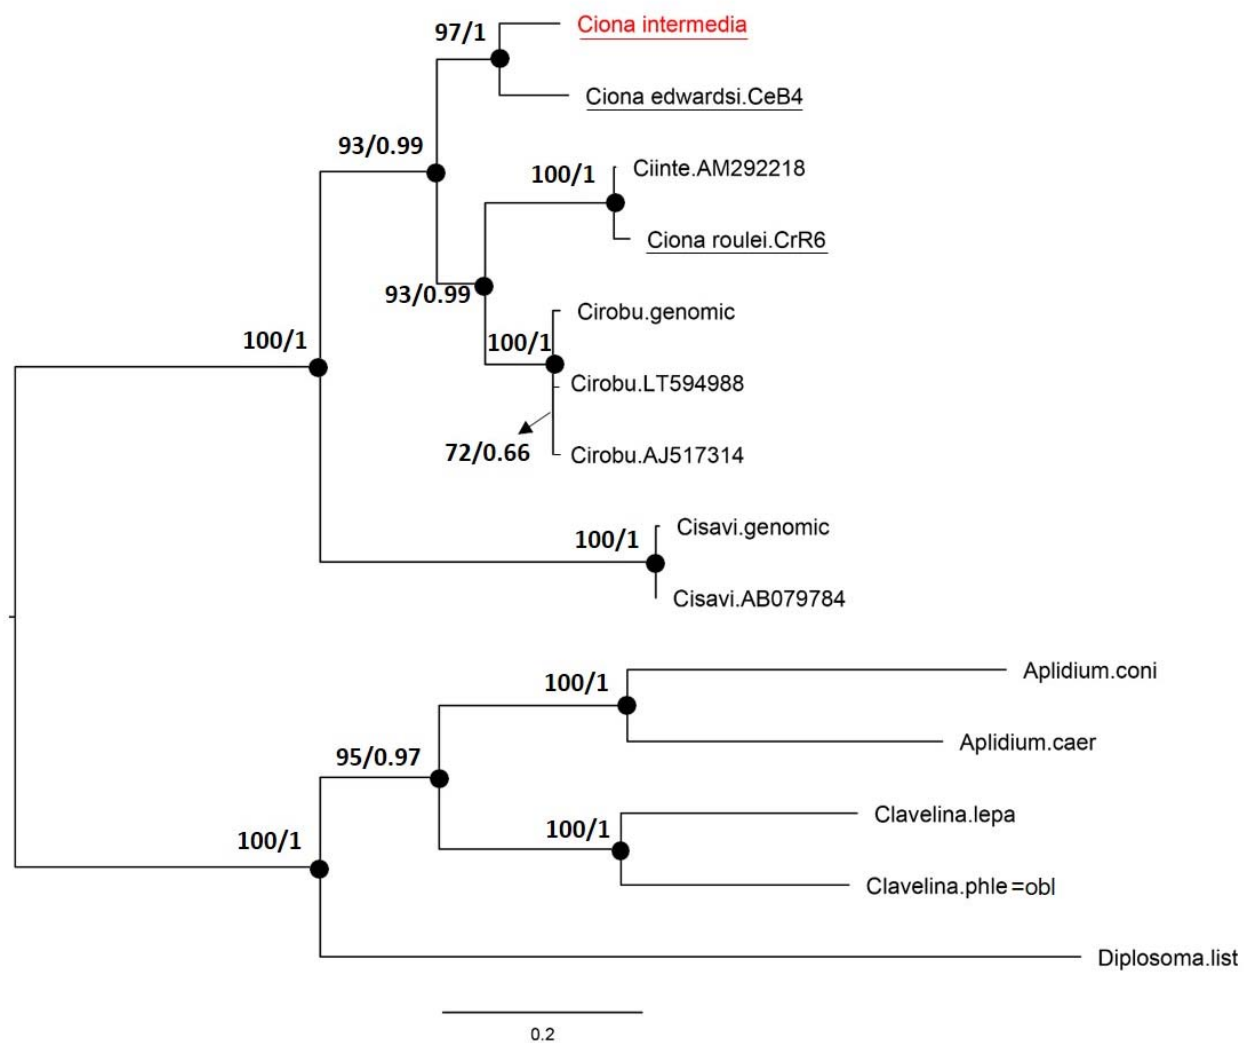 Ciona intermedia
97/1
Ciona edwardsi.CeB4
93/0.99
Ciinte.AM292218
100/1
Ciona roulei.CrR6
93/0.99
Cirobu.genomic
100/1
100/1
Cirobu.LT594988
72/0.66
Cirobu.AJ517314
Cisavi.genomic
100/1
Cisavi.AB079784
Aplidium.coni
100/1
Aplidium.caer
95/0.97
Clavelina.lepa
100/1
100/1
Clavelina.phle=obl
Diplosoma.list
0.2